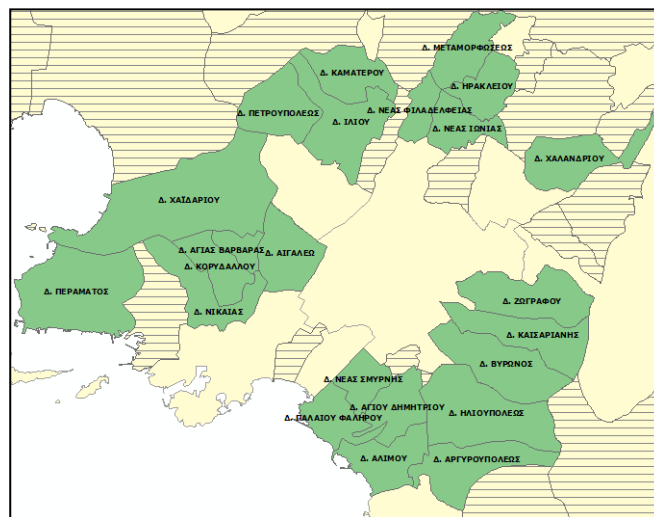 Δ. ΜΕΤΑΜΟΡΦΩΣΕΩΣ
Δ. ΚΑΜΑΤΕΡΟΥ
Δ. ΗΡΑΚΛΕΙΟΥ
Δ. ΠΕΤΡΟΥΠΟΛΕΩΣ
Δ. ΝΕΑΣ ΦΙΛΑΔΕΛΦΕΙΑΣ
Δ. ΙΛΙΟΥ
Δ. ΝΕΑΣ ΙΩΝΙΑΣ
Δ. ΧΑΛΑΝΔΡΙΟΥ
Δ. ΧΑΪΔΑΡΙΟΥ
Δ. ΑΓΙΑΣ ΒΑΡΒΑΡΑΣ
Δ. ΑΙΓΑΛΕΩ
Δ. ΚΟΡΥΔΑΛΛΟΥ
Δ. ΠΕΡΑΜΑΤΟΣ
Δ. ΝΙΚΑΙΑΣ
Δ. ΖΩΓΡΑΦΟΥ
Δ. ΚΑΙΣΑΡΙΑΝΗΣ
Δ. ΒΥΡΩΝΟΣ
Δ. ΝΕΑΣ ΣΜΥΡΝΗΣ
Δ. ΑΓΙΟΥ ΔΗΜΗΤΡΙΟΥ
Δ. ΠΑΛΑΙΟΥ ΦΑΛΗΡΟΥ
Δ. ΗΛΙΟΥΠΟΛΕΩΣ
Δ. ΑΛΙΜΟΥ
Δ. ΑΡΓΥΡΟΥΠΟΛΕΩΣ